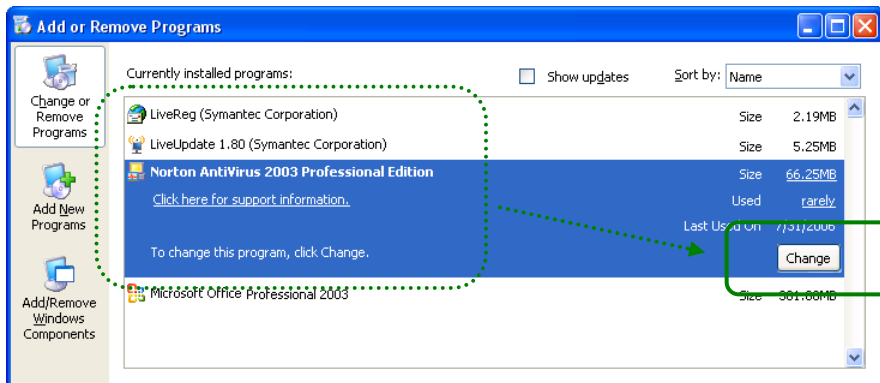 Add or Remove Programs
Change or
Remove
Programs
Add New
Programs
Add/Remove
Windows
Components
Currently installed programs:
Show updates
Sort by: Name
LiveReg (Symantec Corporation) Size 2.19MB
LiveUpdate 1.80 (Symantec Corporation) Size 5.25MB
Norton AntiVirus 2003 Professional Edition Size 66.25MB
Click here for support information. Used rarely
Last Used On 7/31/2006
To change this program, click Change. Change
Microsoft Office Professional 2003 Size